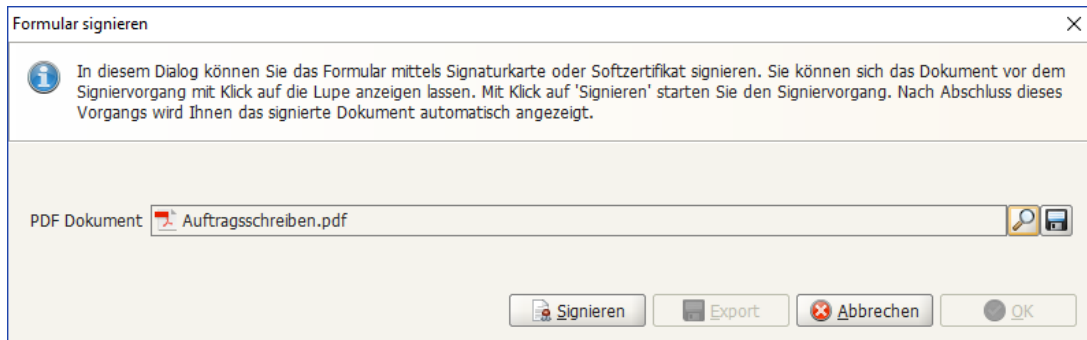 Formular signieren
In diesem Dialog können Sie das Formular mittels Signaturkarte oder Softzertifikat signieren. Sie können sich das Dokument vor dem
Signiervorgang mit Klick auf die Lupe anzeigen lassen. Mit Klick auf 'Signieren' starten Sie den Signiervorgang. Nach Abschluss dieses
Vorgangs wird Ihnen das signierte Dokument automatisch angezeigt.
PDF Dokument Auftragsschreiben.pdf
Signieren Export Abbrechen OK